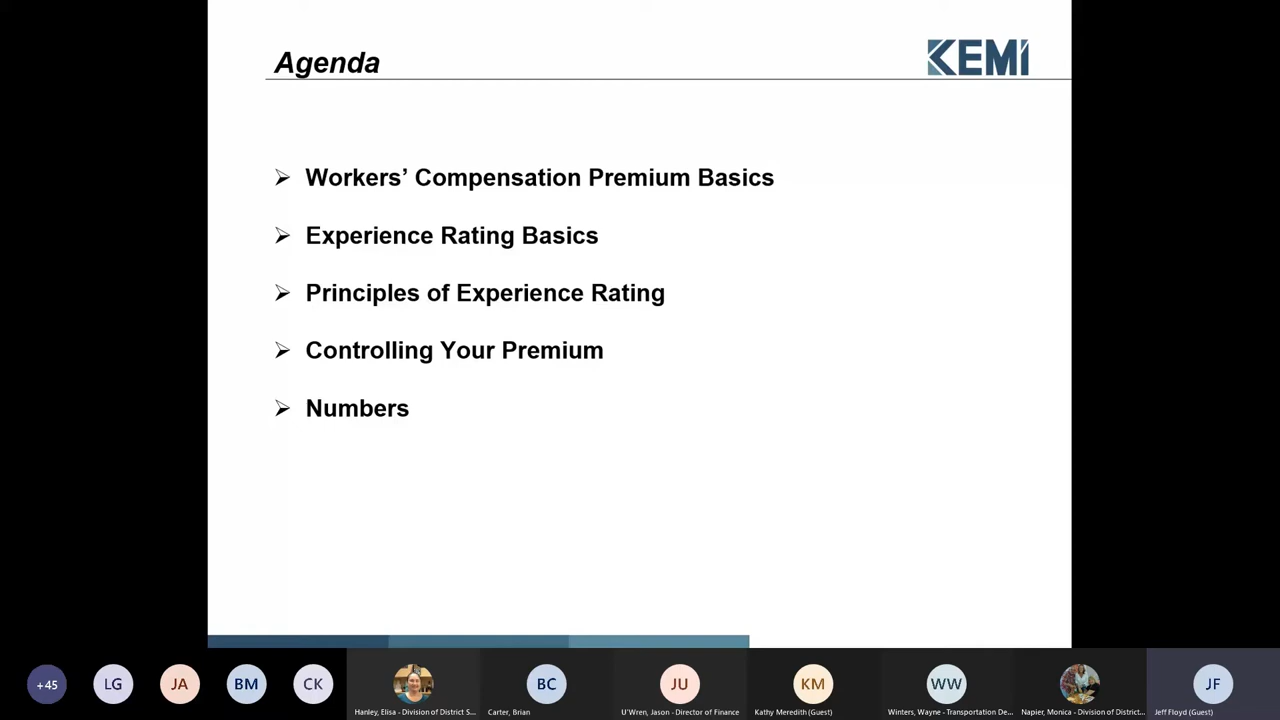 Agenda
KEMI
Workers’ Compensation Premium Basics
Experience Rating Basics
Principles of Experience Rating
Controlling Your Premium
Numbers
+45
LG
JA
BM
CK
BC
JU
KM
WW
JF
Hanley, Elisa - Division of District S...
Carter, Brian
U'Wren, Jason - Director of Finance
Kathy Meredith (Guest)
Winters, Wayne - Transportation De...
Napier, Monica - Division of District...
Jeff Floyd (Guest)